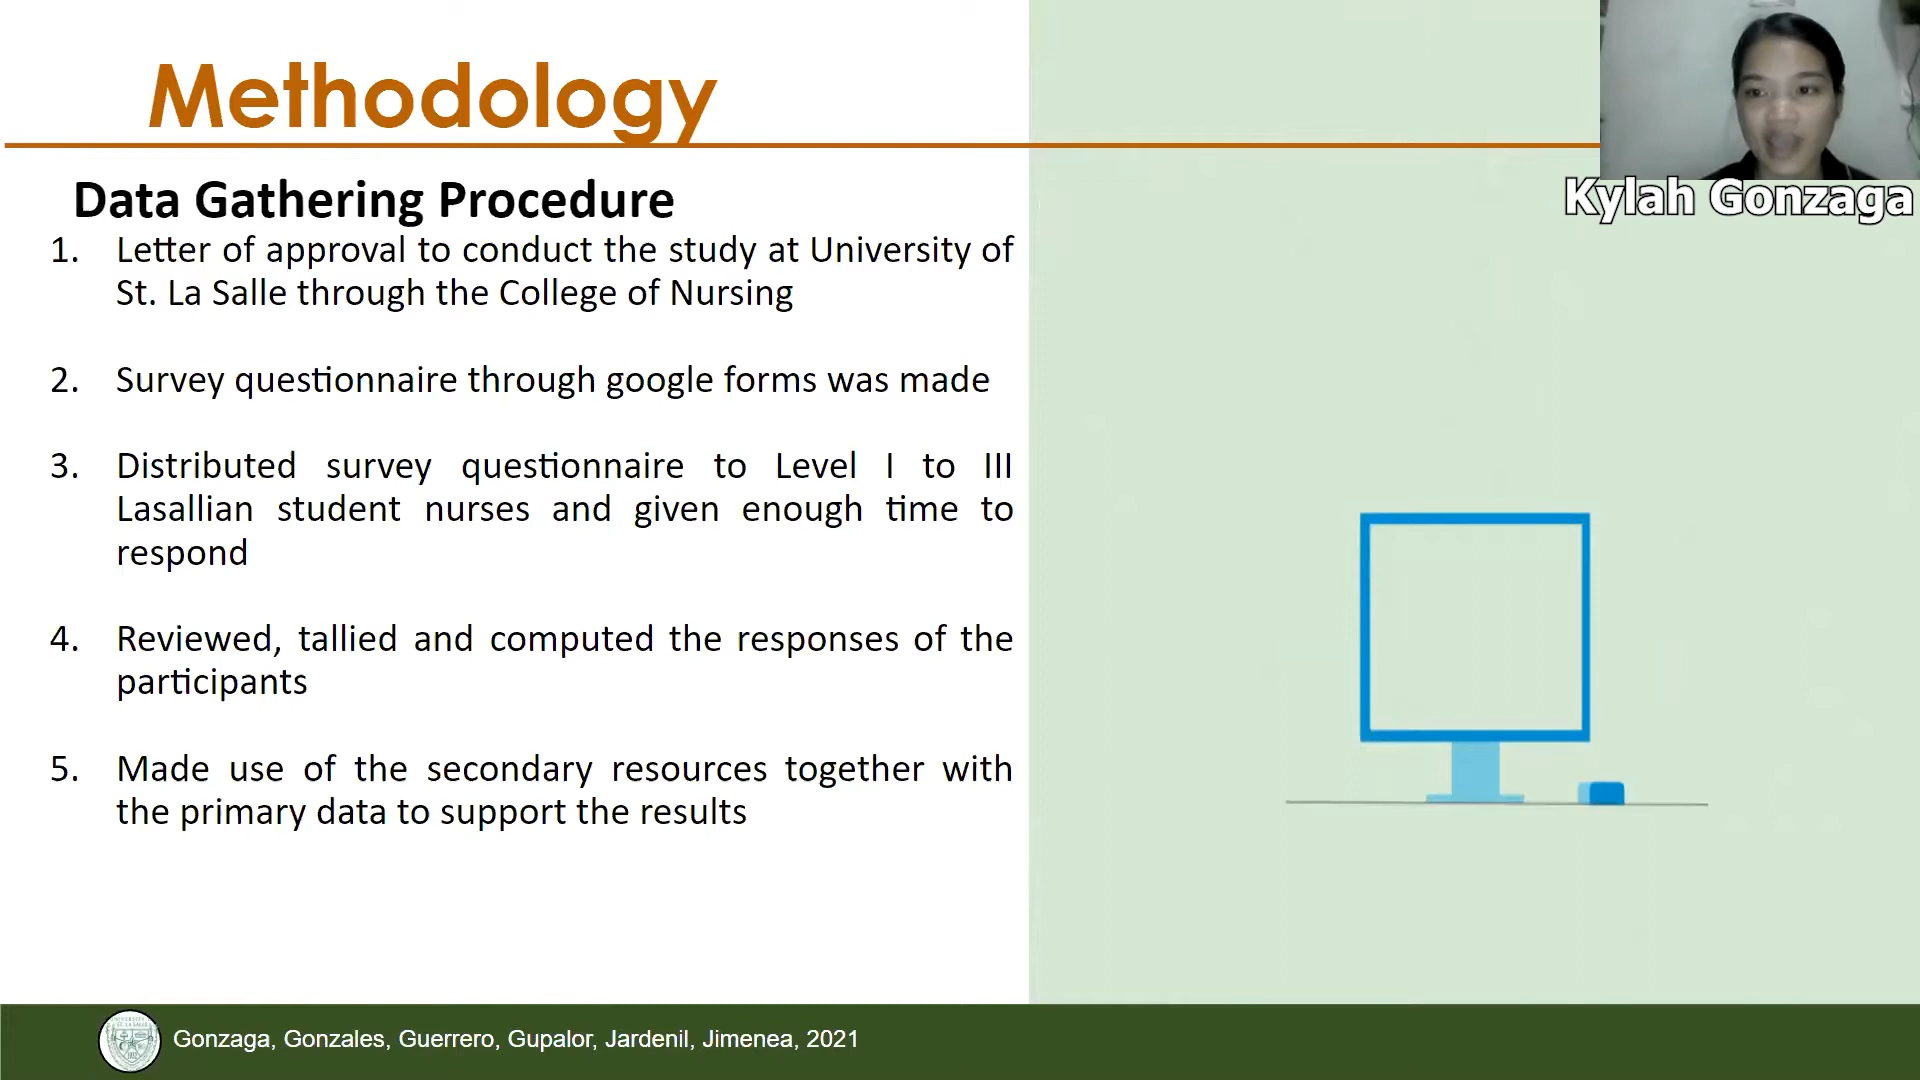 Methodology
Kylah Gonzaga
Data Gathering Procedure
1. Letter of approval to conduct the study at University of
St. La Salle through the College of Nursing
2. Survey questionnaire through google forms was made
3. Distributed survey questionnaire to Level I to III
Lasallian student nurses and given enough time to
respond
4. Reviewed, tallied and computed the responses of the
participants
5. Made use of the secondary resources together with
the primary data to support the results
Gonzaga, Gonzales, Guerrero, Gupalor, Jardenil, Jimenea, 2021